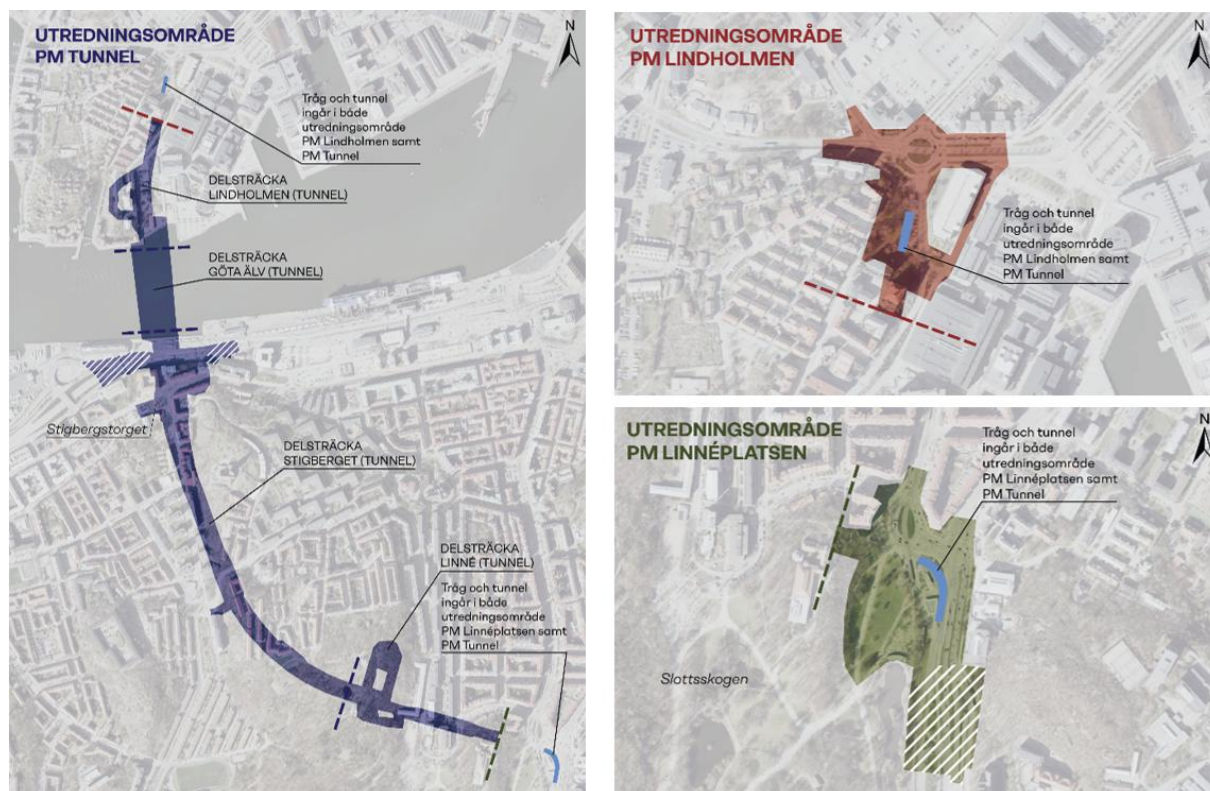 UTREDNINGSOMRÅDE
PM TUNNEL
N
Tråg och tunnel
ingår i både
utredningsområde
PM Lindholmen samt
PM Tunnel
DELSTRÄCKA
LINDHOLMEN (TUNNEL)
DELSTRÄCKA
GÖTA ÄLV (TUNNEL)
Stigbergstorget
DELSTRÄCKA
STIGBERGET (TUNNEL)
DELSTRÄCKA
LINNÉ (TUNNEL)
Tråg och tunnel
ingår i både
utredningsområde
PM Linnéplatsen samt
PM Tunnel
UTREDNINGSOMRÅDE
PM LINDHOLMEN
N
Tråg och tunnel
ingår i både
utredningsområde
PM Lindholmen samt
PM Tunnel
UTREDNINGSOMRÅDE
PM LINNÉPLATSEN
N
Tråg och tunnel
ingår i både
utredningsområde
PM Linnéplatsen samt
PM Tunnel
Slottsskogen